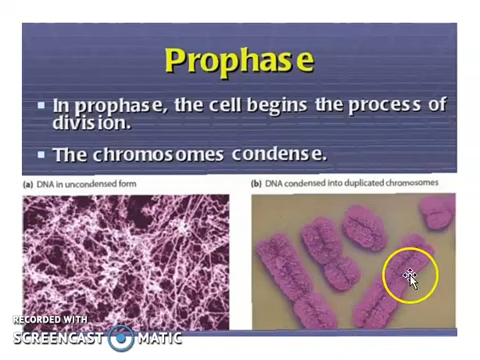 Prophase
In prophase, the cell begins the process of
division.
The chromosomes condense.
(a) DNA in uncondensed form
(b) DNA condensed into duplicated chromosomes
RECORDED WITH
SCREENCAST MATIC